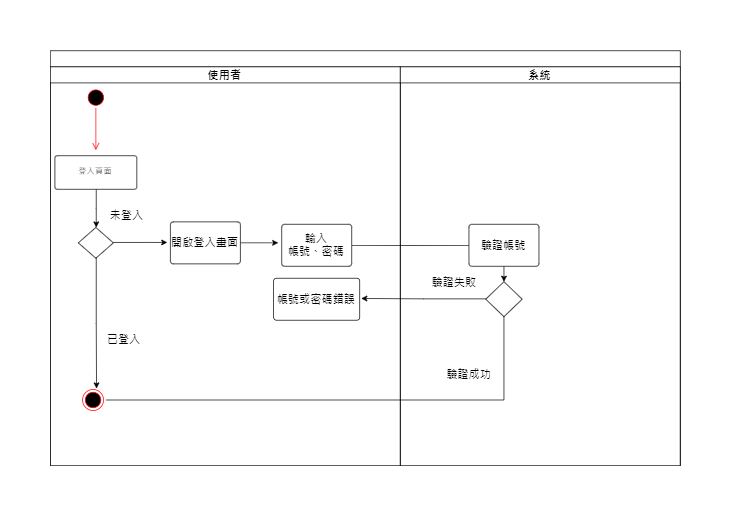 使用者
系統
登入頁面
未登入
開啟登入畫面
輸入
帳號、密碼
驗證帳號
驗證失敗
帳號或密碼錯誤
已登入
驗證成功